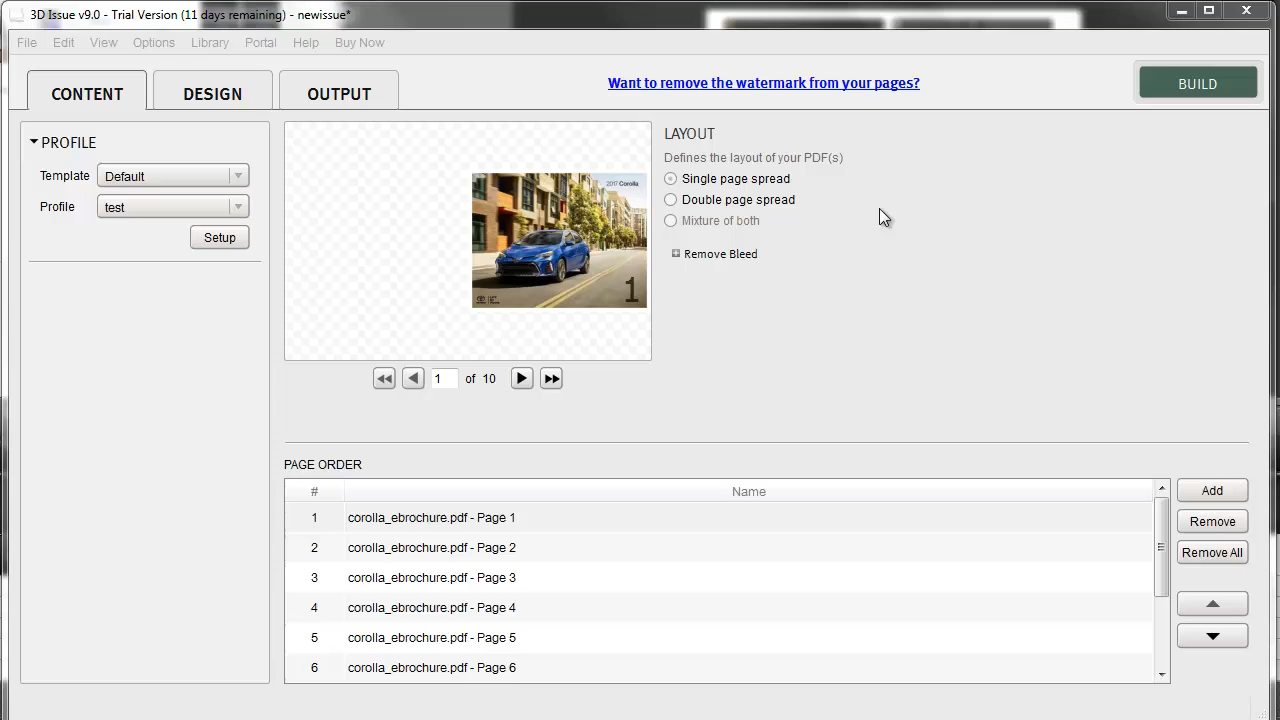 3D Issue v9.0 - Trial Version (11 days remaining) - newissue*
File Edit View Options Library Portal Help Buy Now
CONTENT DESIGN OUTPUT
Want to remove the watermark from your pages?
BUILD
PROFILE
Template Default
Profile test
Setup
2017 Corolla
1
LAYOUT
Defines the layout of your PDF(s)
Single page spread
Double page spread
Mixture of both
Remove Bleed
1 of 10
PAGE ORDER
# Name
1 corolla_ebrochure.pdf - Page 1
2 corolla_ebrochure.pdf - Page 2
3 corolla_ebrochure.pdf - Page 3
4 corolla_ebrochure.pdf - Page 4
5 corolla_ebrochure.pdf - Page 5
6 corolla_ebrochure.pdf - Page 6
Add
Remove
Remove All